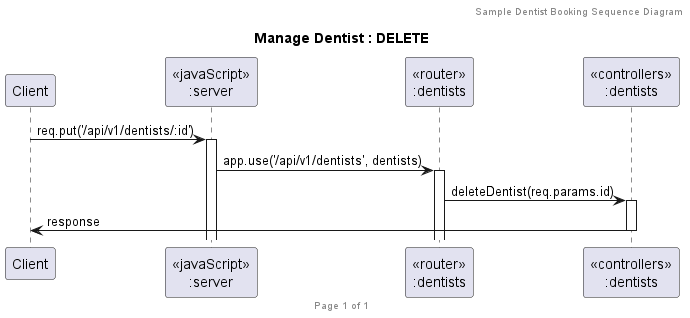 Sample Dentist Booking Sequence Diagram
Manage Dentist : DELETE
Client
«javaScript»
:server
«router»
:dentists
«controllers»
:dentists
req.put('/api/v1/dentists/:id')
app.use('/api/v1/dentists', dentists)
deleteDentist(req.params.id)
response
Client
«javaScript»
:server
«router»
:dentists
«controllers»
:dentists
Page 1 of 1